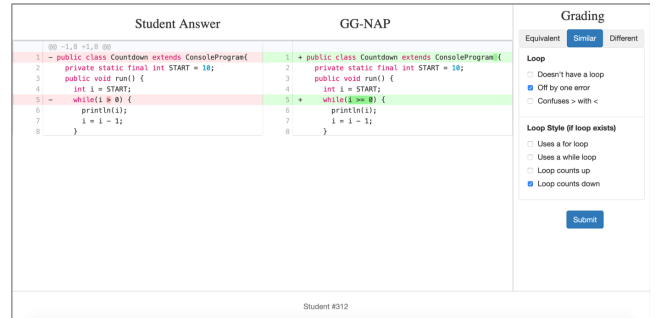 Student Answer
GG-NAP
@@ -1,8 +1,8 @@
1 - public class Countdown extends ConsoleProgram{
2 private static final int START = 10;
3 public void run() {
4 int i = START;
5 - while(i > 0) {
6 println(i);
7 i = i - 1;
8 }
1 + public class Countdown extends ConsoleProgram {
2 private static final int START = 10;
3 public void run() {
4 int i = START;
5 + while(i >= 0) {
6 println(i);
7 i = i - 1;
8 }
Grading
Equivalent Similar Different
Loop
Doesn't have a loop
Off by one error
Confuses > with <
Loop Style (if loop exists)
Uses a for loop
Uses a while loop
Loop counts up
Loop counts down
Submit
Student #312